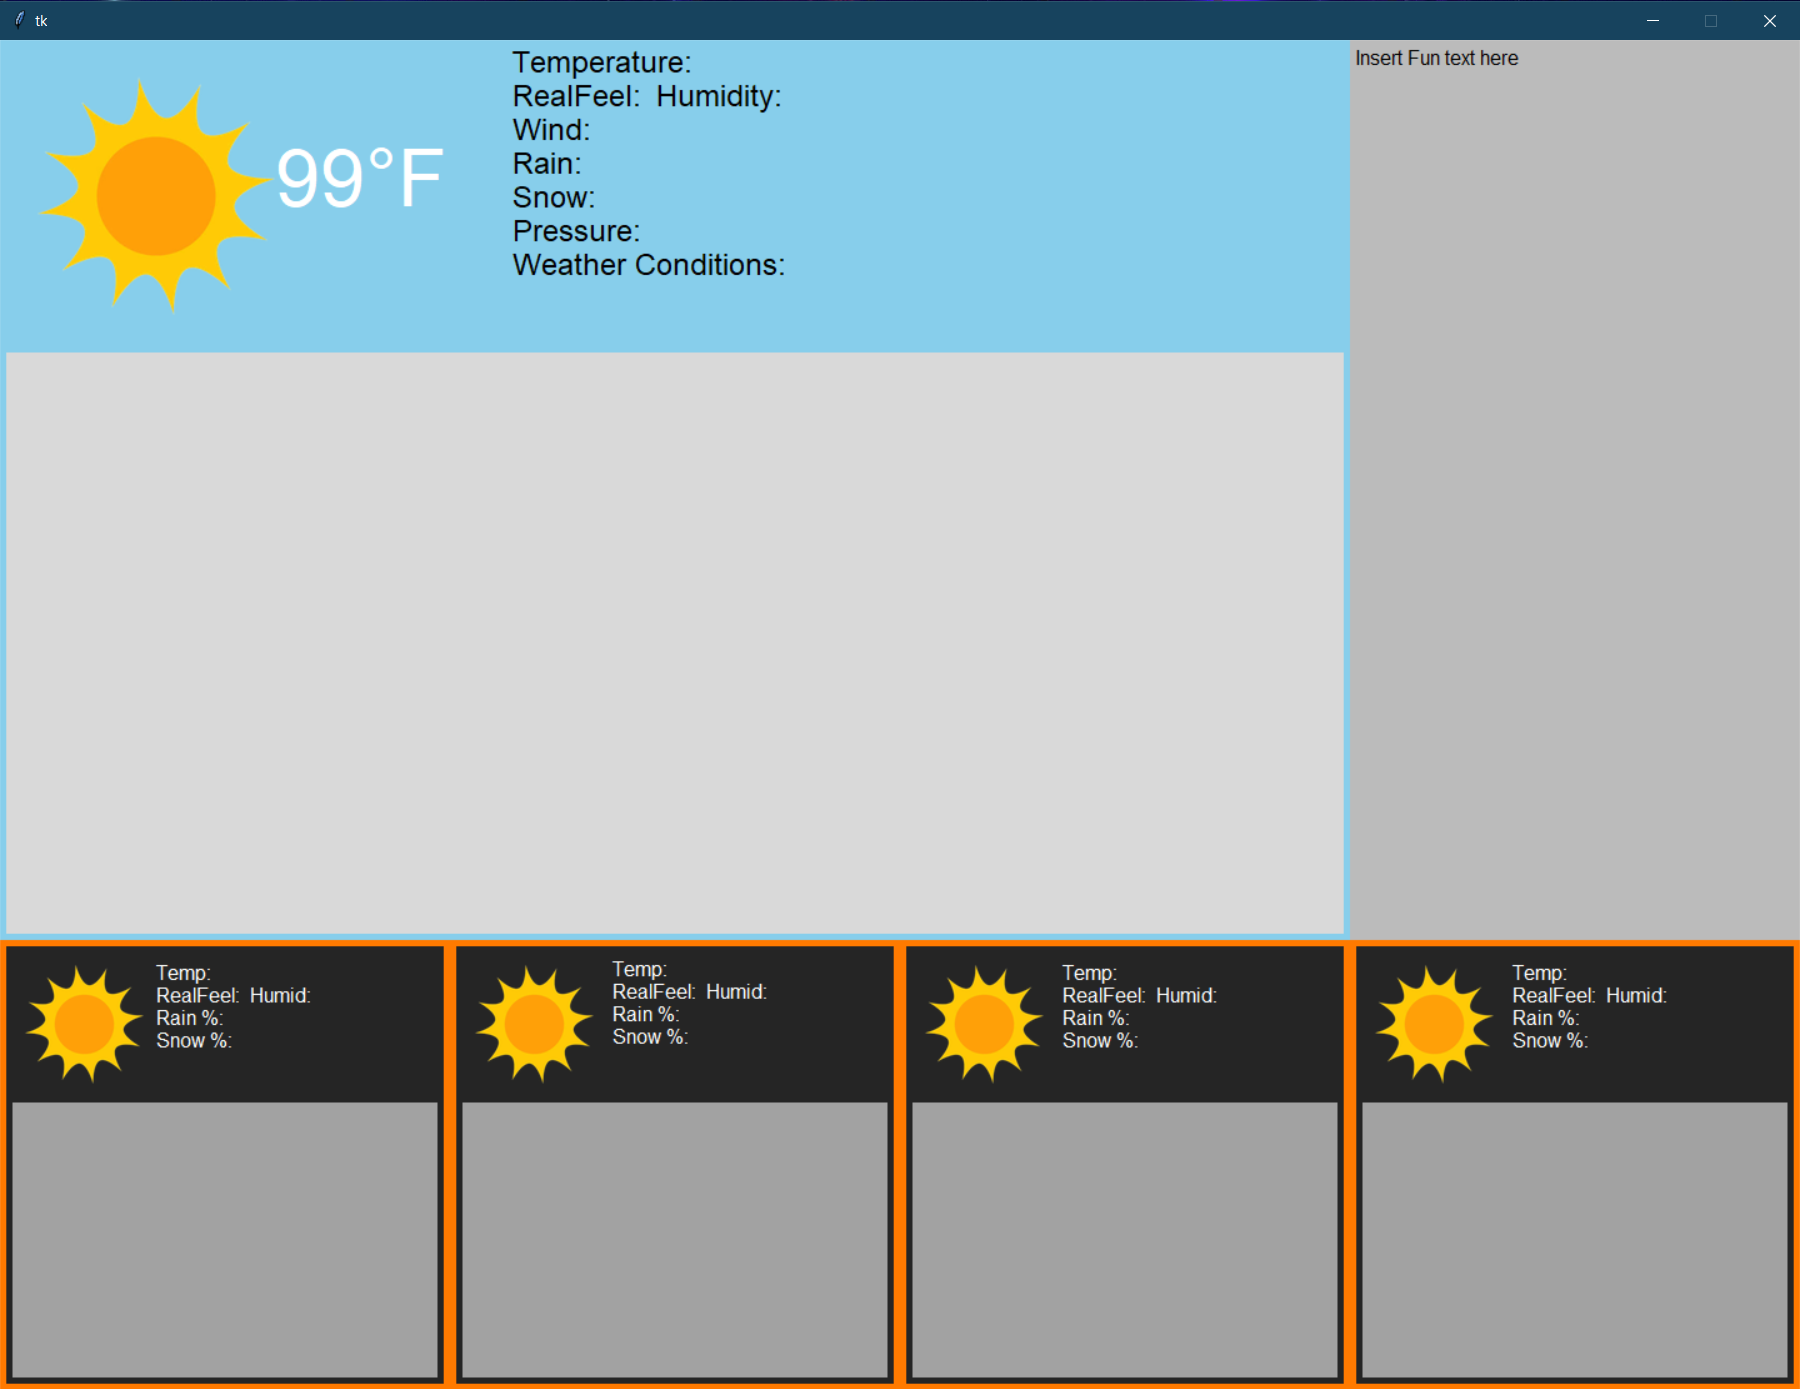 tk
99°F
Temperature:
RealFeel:  Humidity:
Wind:
Rain:
Snow:
Pressure:
Weather Conditions:
Insert Fun text here
Temp:
RealFeel:  Humid:
Rain %:
Snow %:
Temp:
RealFeel:  Humid:
Rain %:
Snow %:
Temp:
RealFeel:  Humid:
Rain %:
Snow %:
Temp:
RealFeel:  Humid:
Rain %:
Snow %: